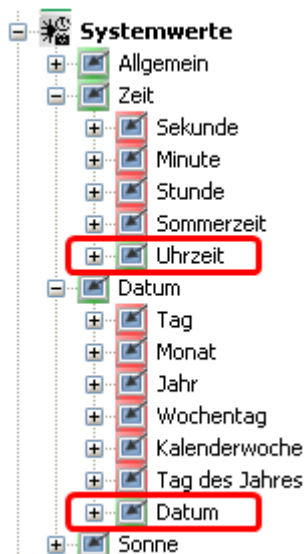 Systemwerte
Allgemein
Zeit
Sekunde
Minute
Stunde
Sommerzeit
Uhrzeit
Datum
Tag
Monat
Jahr
Wochentag
Kalenderwoche
Tag des Jahres
Datum
Sonne